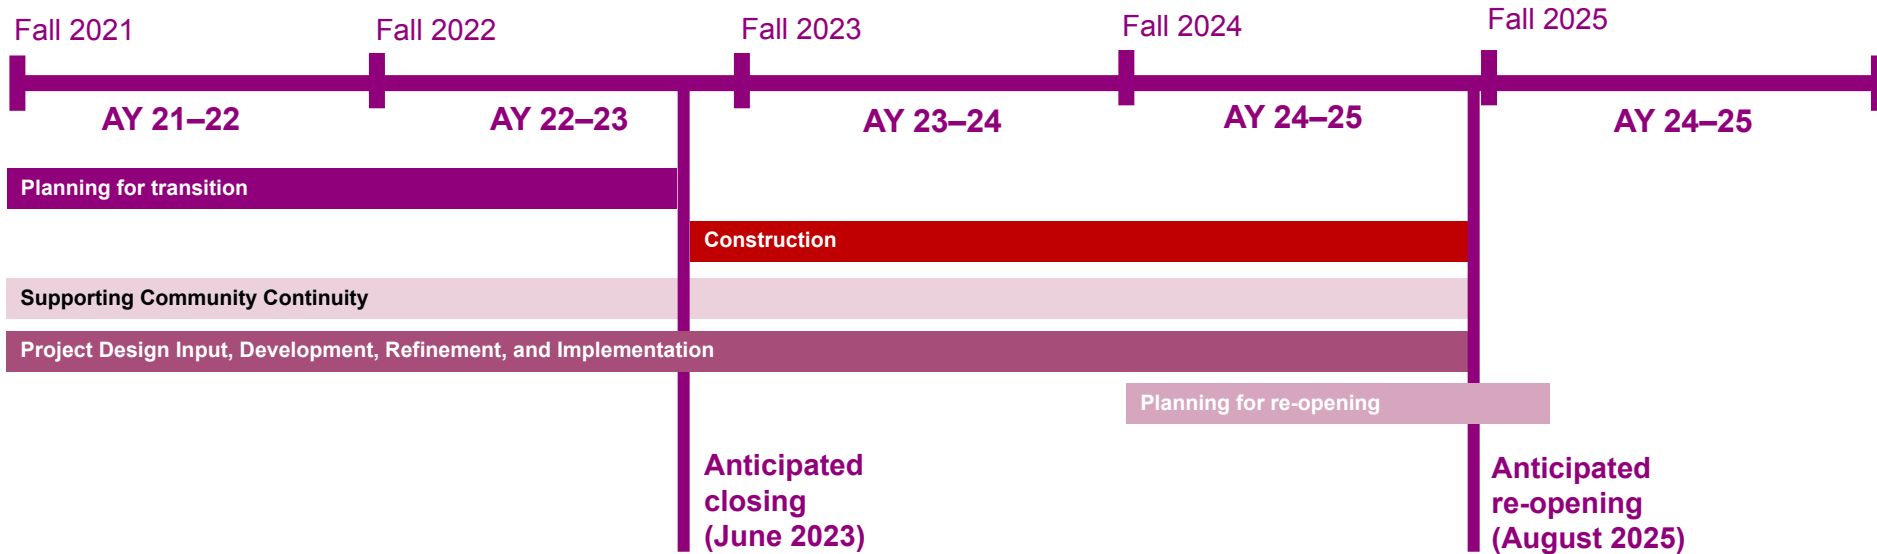 Fall 2021
Fall 2022
Fall 2023
Fall 2024
Fall 2025
AY 21–22
AY 22–23
AY 23–24
AY 24–25
AY 24–25
Planning for transition
Construction
Supporting Community Continuity
Project Design Input, Development, Refinement, and Implementation
Planning for re-opening
Anticipated
closing
(June 2023)
Anticipated
re-opening
(August 2025)